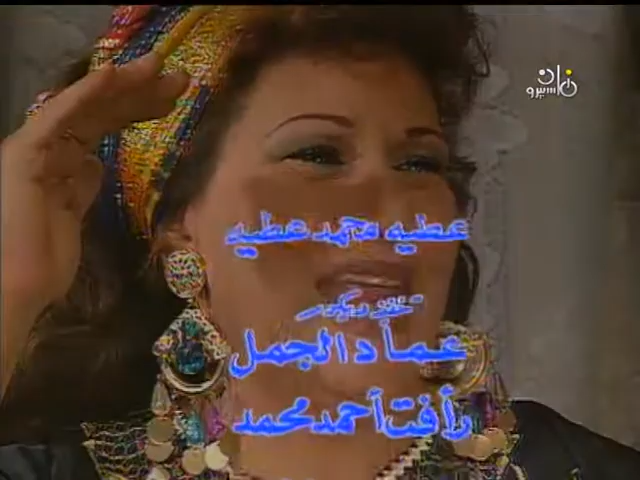 عطيه محمد عطيه
تنفيذ ديكور
عماد الجمل
رأفت أحمد محمد